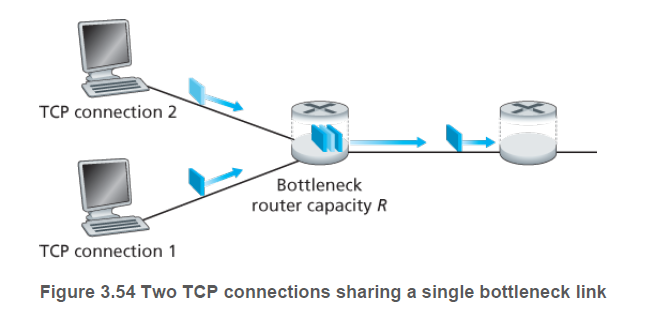 TCP connection 2
Bottleneck
router capacity R
TCP connection 1
Figure 3.54 Two TCP connections sharing a single bottleneck link